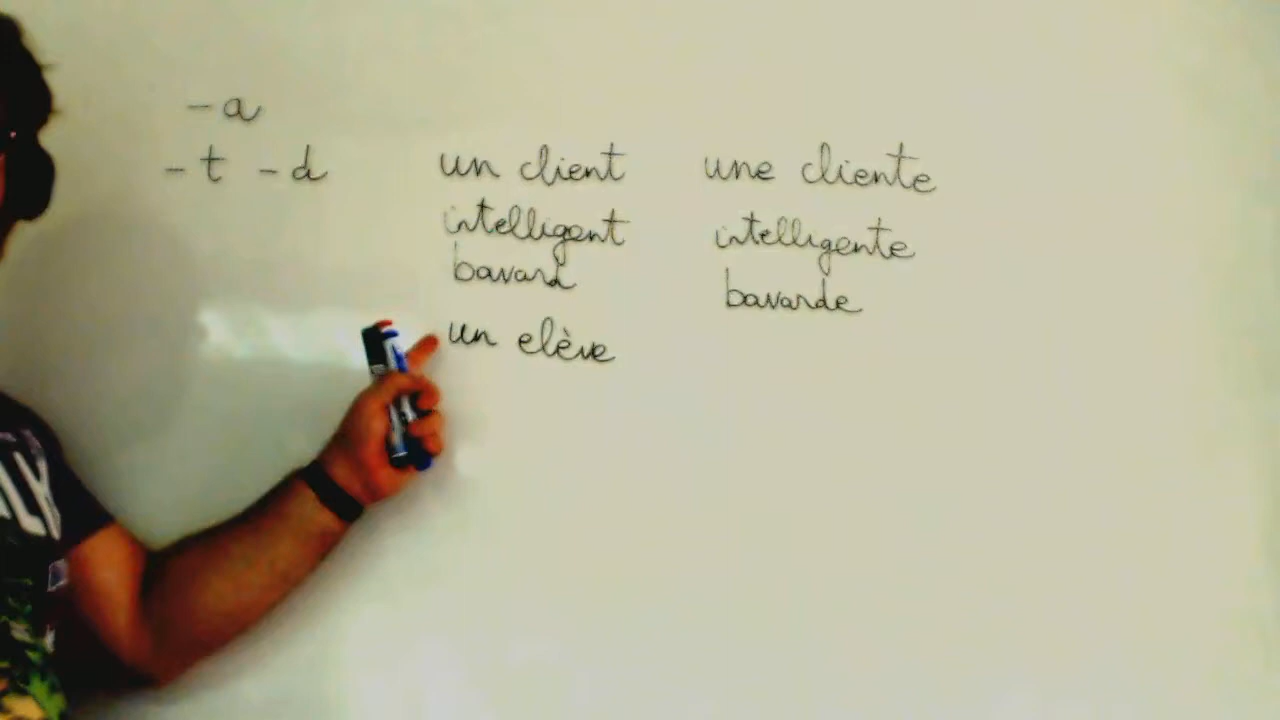 -a
-t -d
un client une cliente
intelligent intelligente
bavard bavarde
un elève